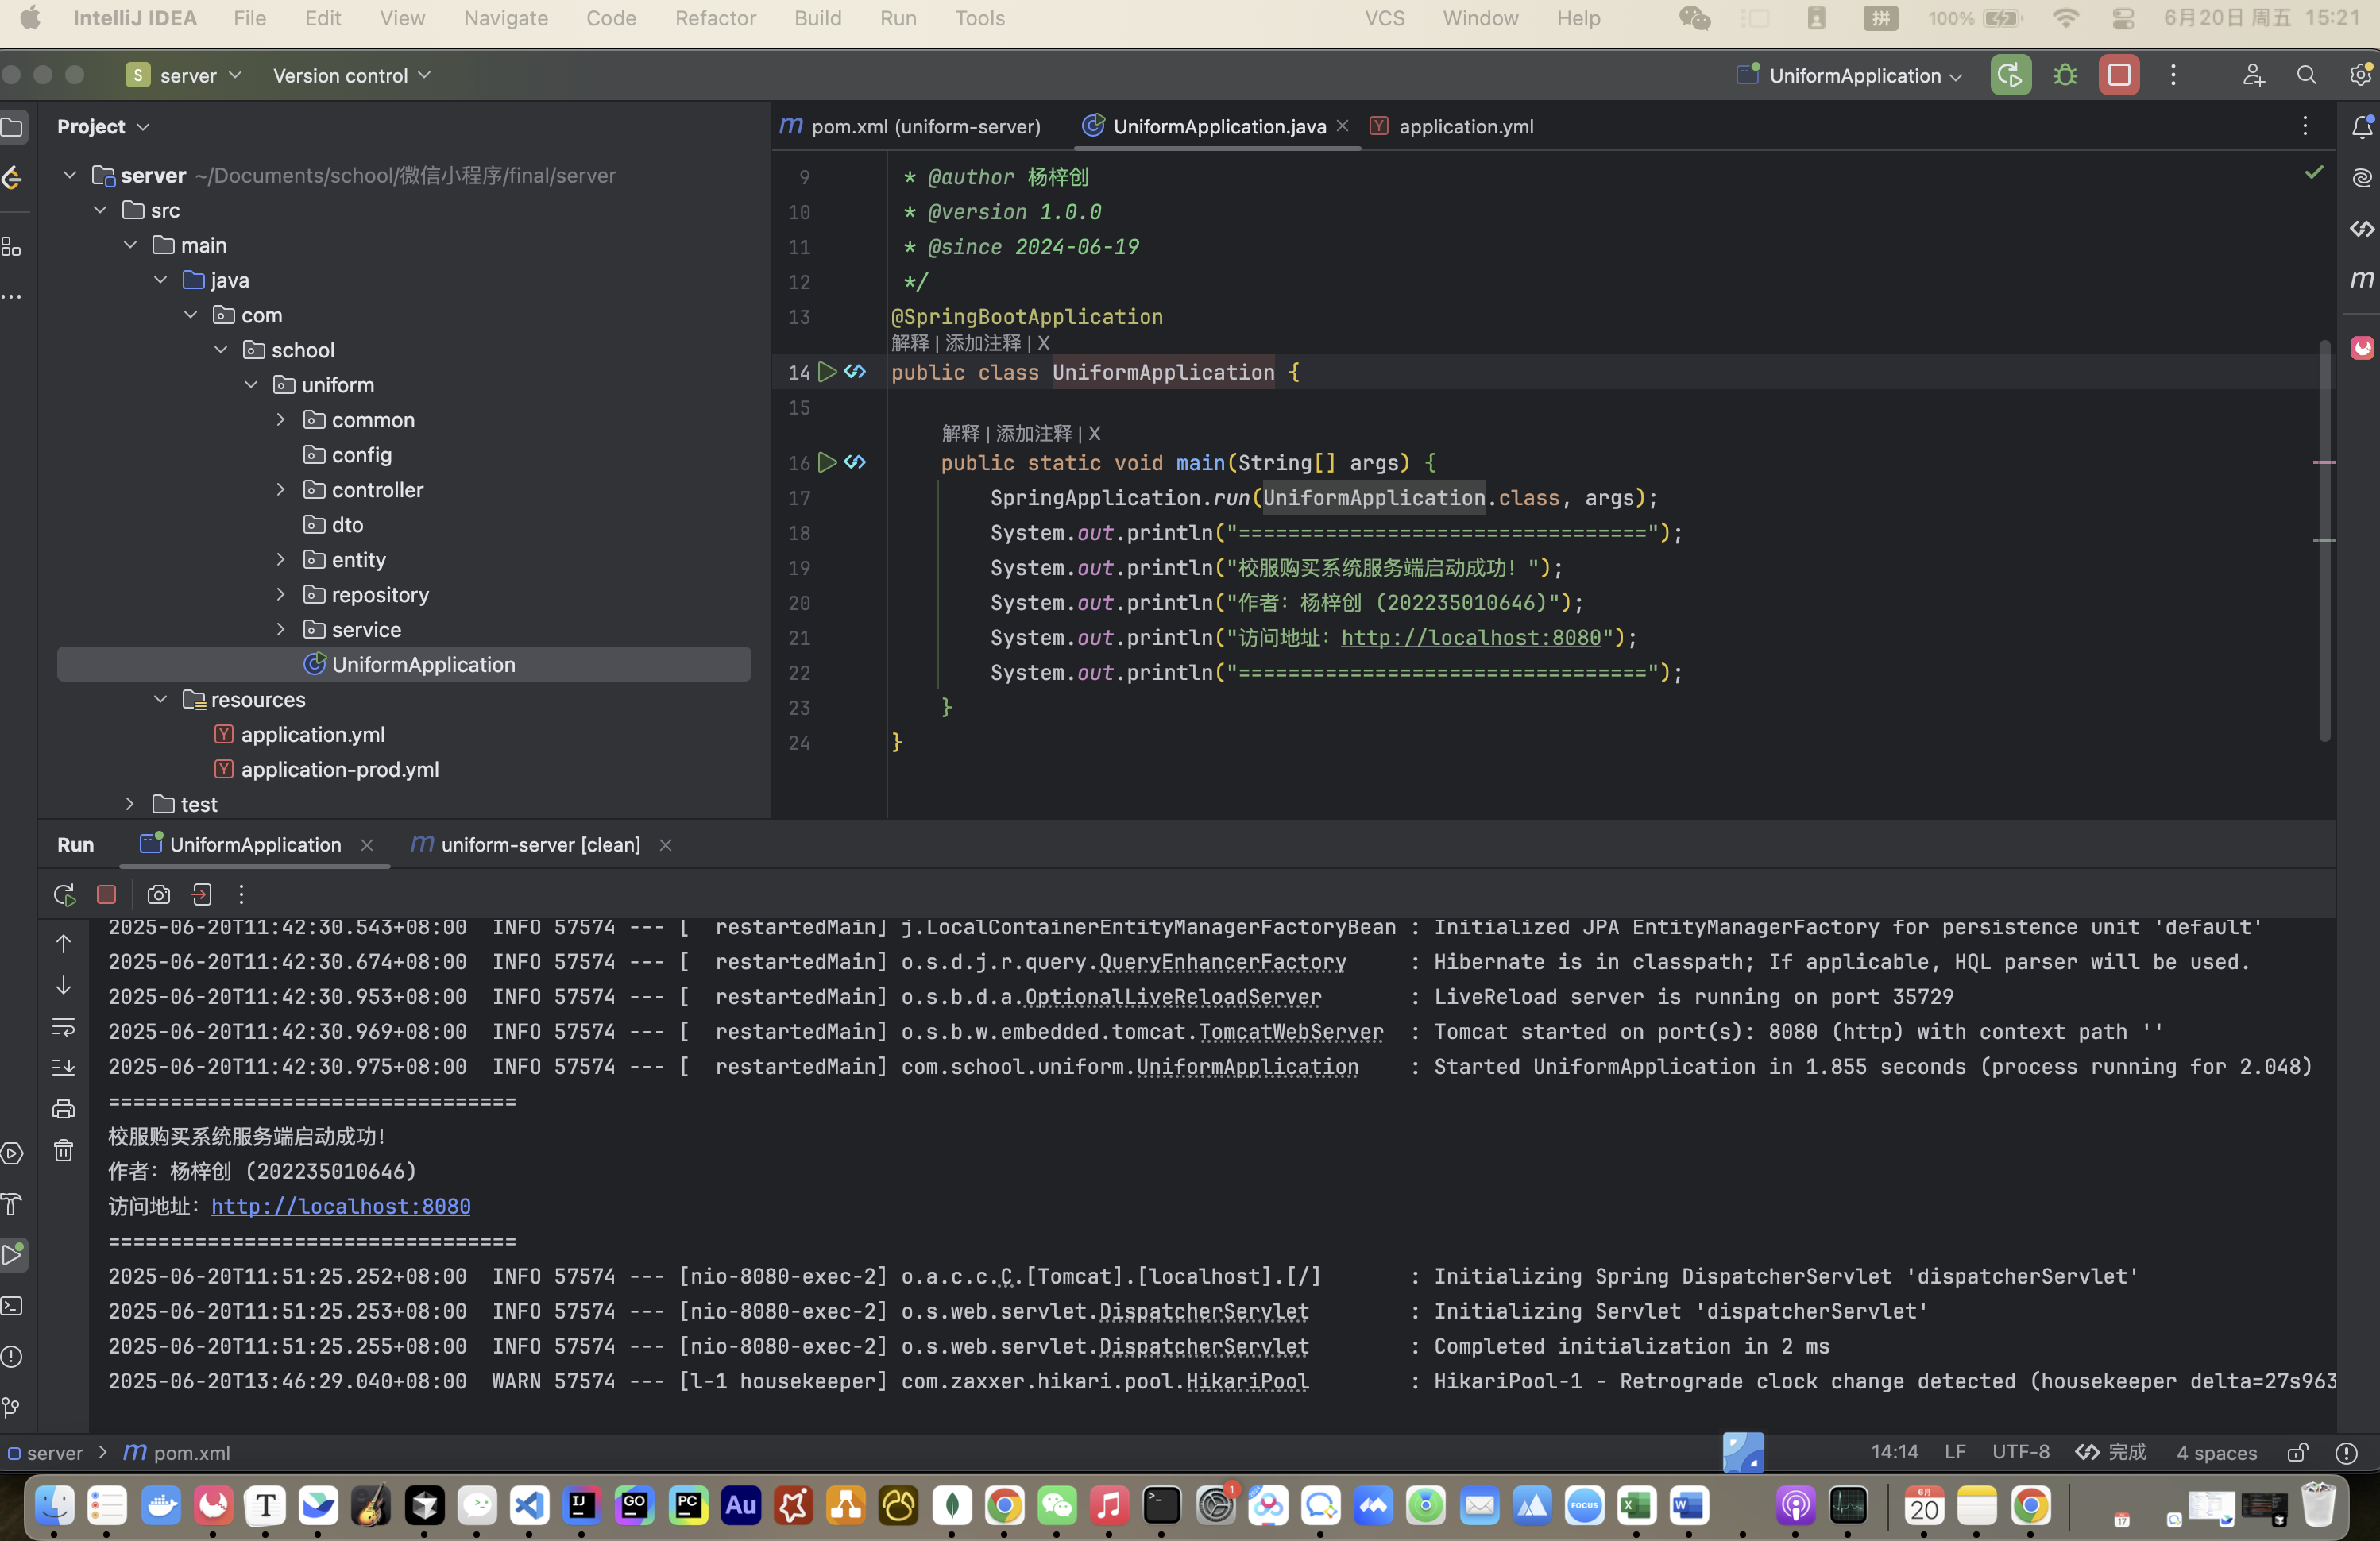 IntelliJ IDEA File Edit View Navigate Code Refactor Build Run Tools VCS Window Help 拼 100% 6月20日 周五 15:21
S server Version control UniformApplication
Project
server ~/Documents/school/微信小程序/final/server
src
main
java
com
school
uniform
common
config
controller
dto
entity
repository
service
UniformApplication
resources
Y application.yml
Y application-prod.yml
test
m pom.xml (uniform-server) UniformApplication.java Y application.yml
9 * @author 杨梓创
10 * @version 1.0.0
11 * @since 2024-06-19
12 */
13 @SpringBootApplication
解释 | 添加注释 | X
14 public class UniformApplication {
15
解释 | 添加注释 | X
16 public static void main(String[] args) {
17 SpringApplication.run(UniformApplication.class, args);
18 System.out.println("=================================");
19 System.out.println("校服购买系统服务端启动成功！");
20 System.out.println("作者：杨梓创 (202235010646)");
21 System.out.println("访问地址：http://localhost:8080");
22 System.out.println("=================================");
23 }
24 }
m
Run UniformApplication m uniform-server [clean]
2025-06-20T11:42:30.543+08:00 INFO 57574 --- [ restartedMain] j.LocalContainerEntityManagerFactoryBean : Initialized JPA EntityManagerFactory for persistence unit 'default'
2025-06-20T11:42:30.674+08:00 INFO 57574 --- [ restartedMain] o.s.d.j.r.query.QueryEnhancerFactory : Hibernate is in classpath; If applicable, HQL parser will be used.
2025-06-20T11:42:30.953+08:00 INFO 57574 --- [ restartedMain] o.s.b.d.a.OptionalLiveReloadServer : LiveReload server is running on port 35729
2025-06-20T11:42:30.969+08:00 INFO 57574 --- [ restartedMain] o.s.b.w.embedded.tomcat.TomcatWebServer : Tomcat started on port(s): 8080 (http) with context path ''
2025-06-20T11:42:30.975+08:00 INFO 57574 --- [ restartedMain] com.school.uniform.UniformApplication : Started UniformApplication in 1.855 seconds (process running for 2.048)
=================================
校服购买系统服务端启动成功！
作者：杨梓创 (202235010646)
访问地址：http://localhost:8080
=================================
2025-06-20T11:51:25.252+08:00 INFO 57574 --- [nio-8080-exec-2] o.a.c.c.C.[Tomcat].[localhost].[/] : Initializing Spring DispatcherServlet 'dispatcherServlet'
2025-06-20T11:51:25.253+08:00 INFO 57574 --- [nio-8080-exec-2] o.s.web.servlet.DispatcherServlet : Initializing Servlet 'dispatcherServlet'
2025-06-20T11:51:25.255+08:00 INFO 57574 --- [nio-8080-exec-2] o.s.web.servlet.DispatcherServlet : Completed initialization in 2 ms
2025-06-20T13:46:29.040+08:00 WARN 57574 --- [l-1 housekeeper] com.zaxxer.hikari.pool.HikariPool : HikariPool-1 - Retrograde clock change detected (housekeeper delta=27s963
server m pom.xml 14:14 LF UTF-8 完成 4 spaces
T IJ GO PC Au 1 FOCUS X W 6月 20 17